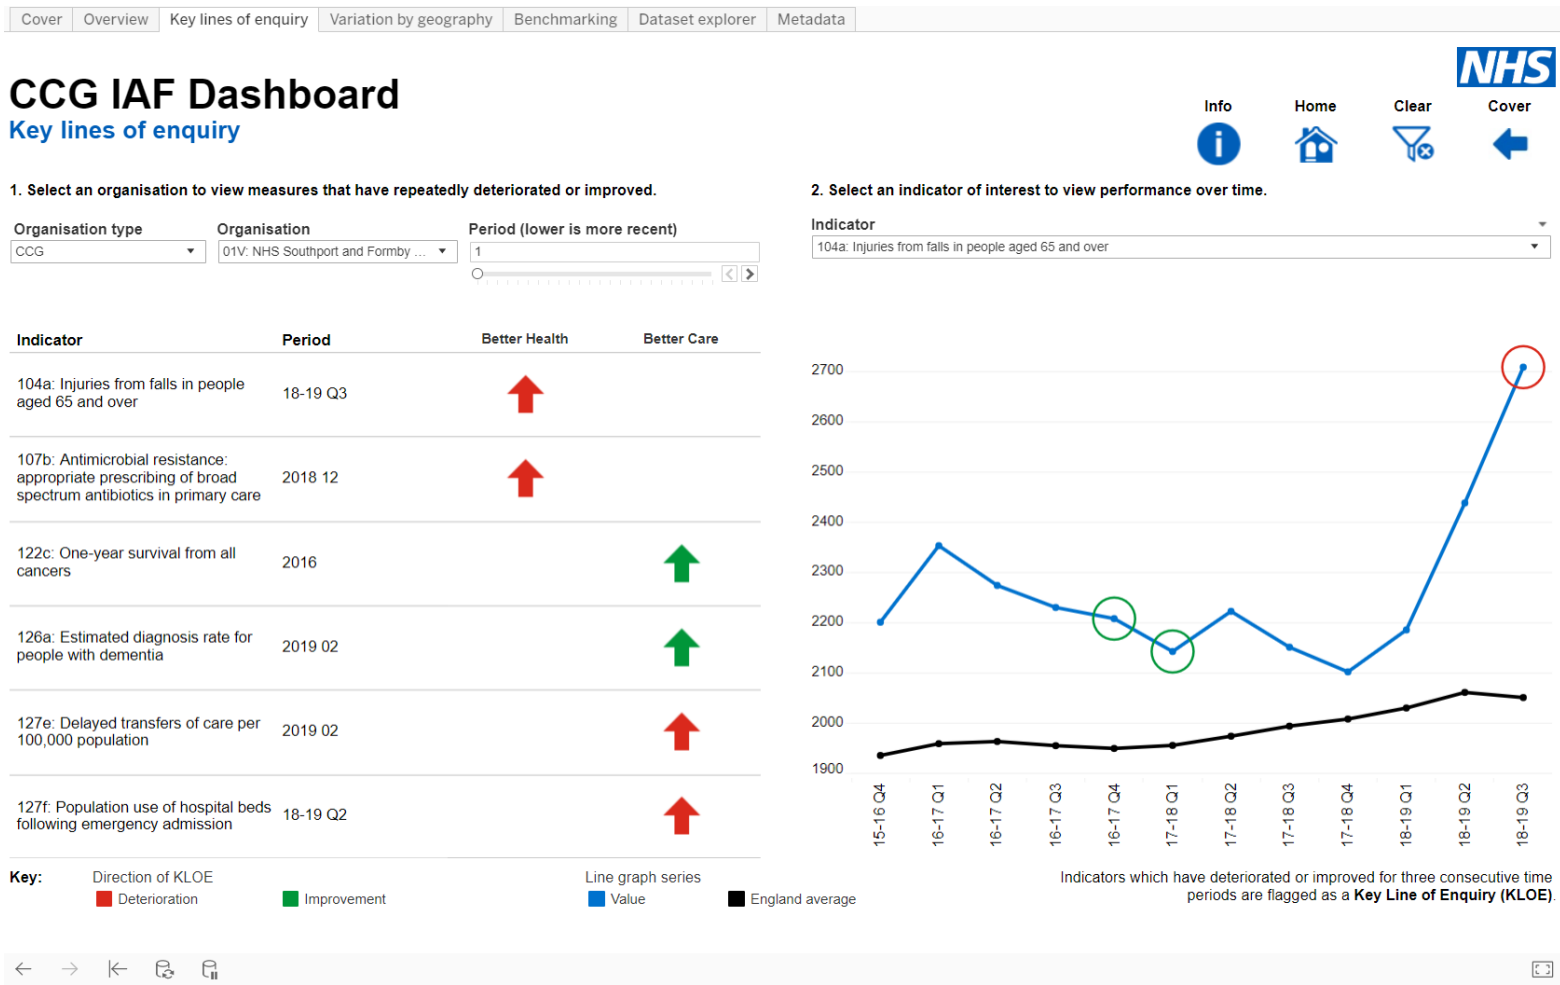 Cover Overview Key lines of enquiry Variation by geography Benchmarking Dataset explorer Metadata
NHS
CCG IAF Dashboard
Key lines of enquiry
Info Home Clear Cover
1. Select an organisation to view measures that have repeatedly deteriorated or improved.
2. Select an indicator of interest to view performance over time.
Organisation type Organisation Period (lower is more recent)
CCG 01V: NHS Southport and Formby ... 1
Indicator
104a: Injuries from falls in people aged 65 and over
Indicator Period Better Health Better Care
104a: Injuries from falls in people
aged 65 and over
18-19 Q3
107b: Antimicrobial resistance:
appropriate prescribing of broad
spectrum antibiotics in primary care
2018 12
122c: One-year survival from all
cancers
2016
126a: Estimated diagnosis rate for
people with dementia
2019 02
127e: Delayed transfers of care per
100,000 population
2019 02
127f: Population use of hospital beds
following emergency admission
18-19 Q2
2700
2600
2500
2400
2300
2200
2100
2000
1900
15-16 Q4
16-17 Q1
16-17 Q2
16-17 Q3
16-17 Q4
17-18 Q1
17-18 Q2
17-18 Q3
17-18 Q4
18-19 Q1
18-19 Q2
18-19 Q3
Key: Direction of KLOE
Deterioration Improvement
Line graph series
Value England average
Indicators which have deteriorated or improved for three consecutive time
periods are flagged as a Key Line of Enquiry (KLOE).